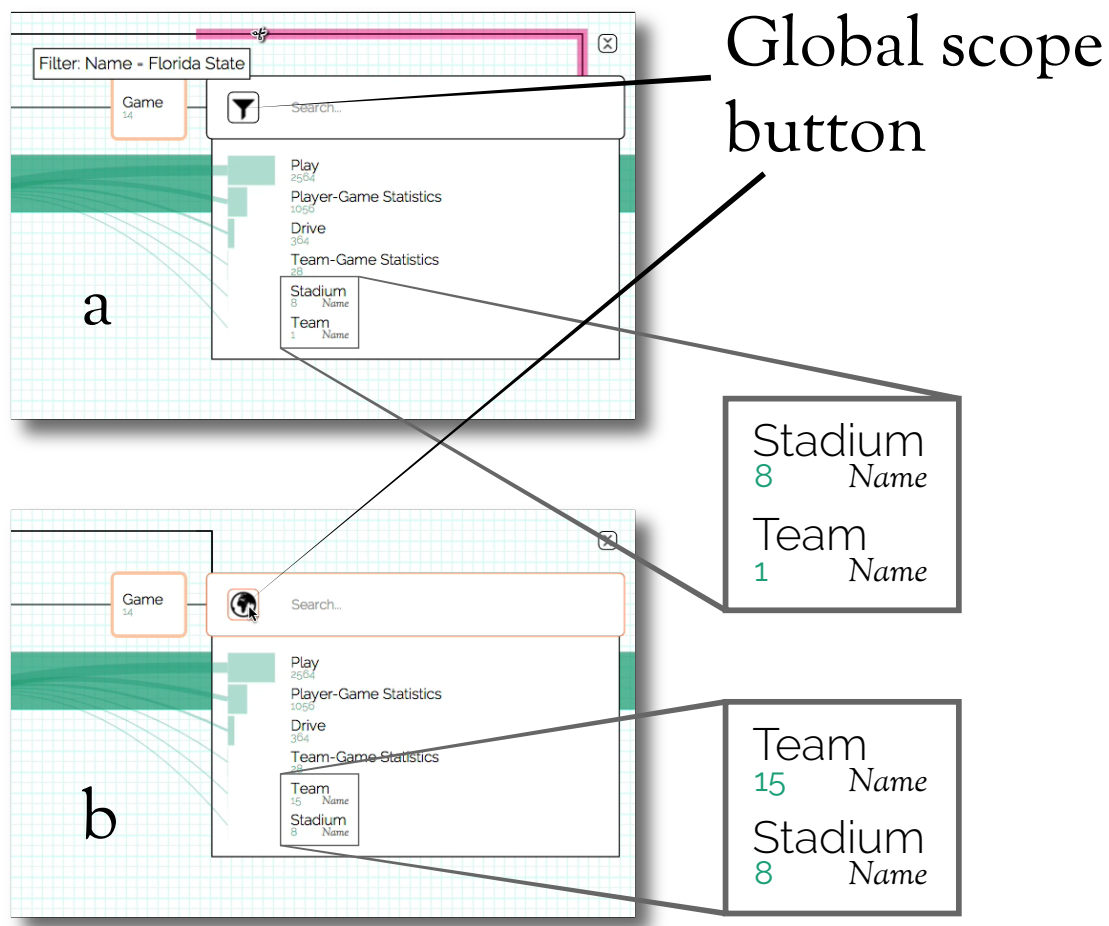 Global scope
button
Filter: Name = Florida State
Game
14
Search...
Play
2564
Player-Game Statistics
1056
Drive
364
Team-Game Statistics
28
Stadium
8 Name
Team
1 Name
a
Stadium
8 Name
Team
1 Name
Game
14
Search...
Play
2564
Player-Game Statistics
1056
Drive
364
Team-Game Statistics
28
Team
15 Name
Stadium
8 Name
b
Team
15 Name
Stadium
8 Name